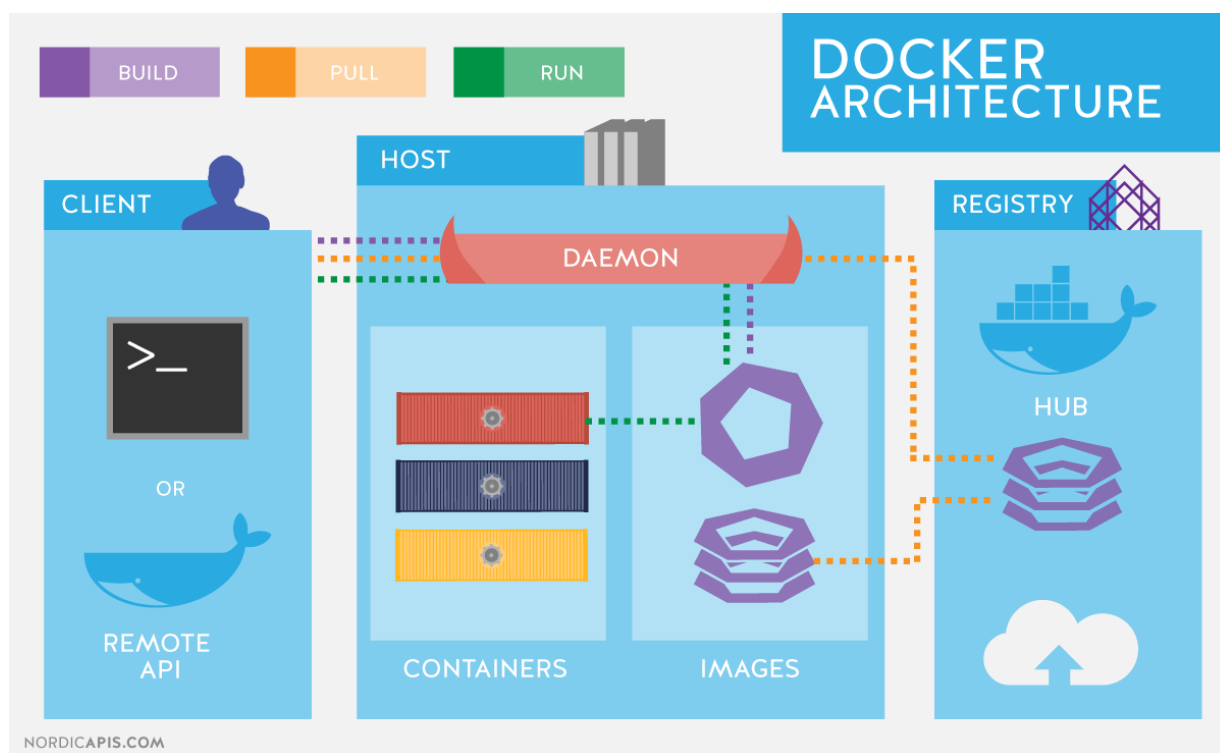 BUILD
PULL
RUN
DOCKER
ARCHITECTURE
HOST
CLIENT
REGISTRY
DAEMON
>_
HUB
OR
REMOTE
API
CONTAINERS
IMAGES
NORDICAPIS.COM